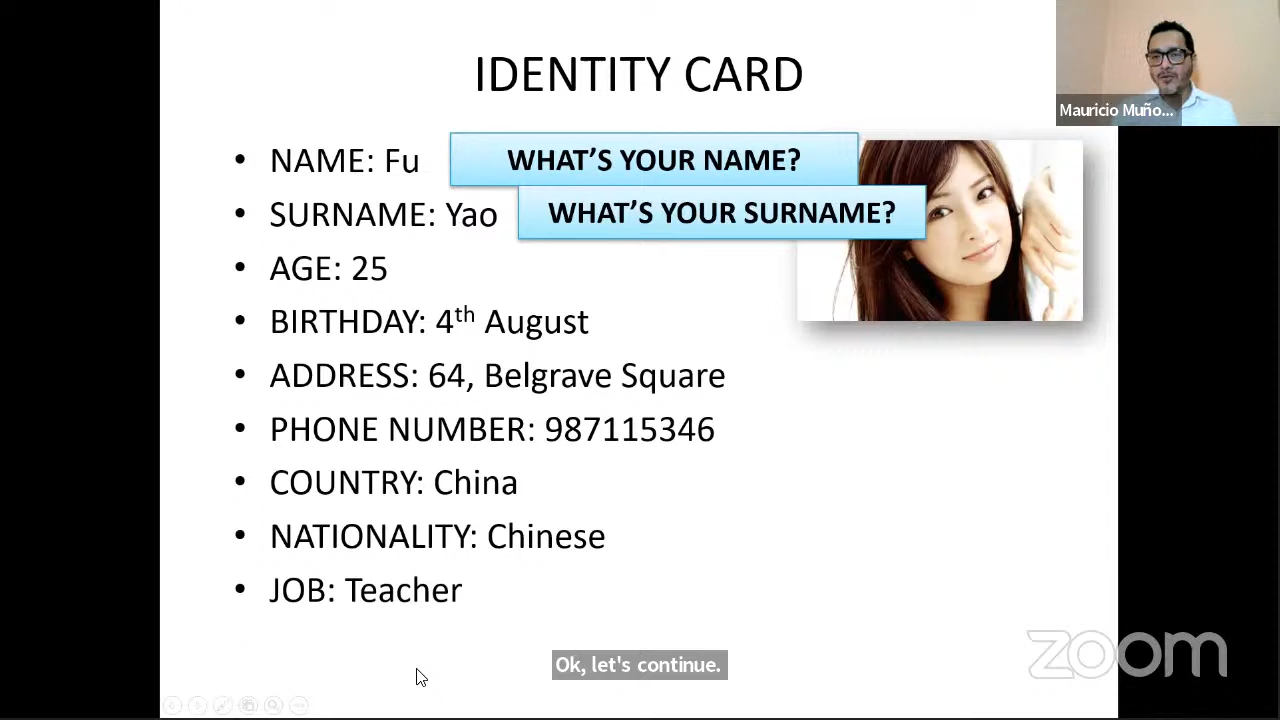 IDENTITY CARD
Mauricio Muño...
• NAME: Fu
WHAT'S YOUR NAME?
• SURNAME: Yao
WHAT'S YOUR SURNAME?
• AGE: 25
• BIRTHDAY: 4th August
• ADDRESS: 64, Belgrave Square
• PHONE NUMBER: 987115346
• COUNTRY: China
• NATIONALITY: Chinese
• JOB: Teacher
Ok, let's continue.
zoom